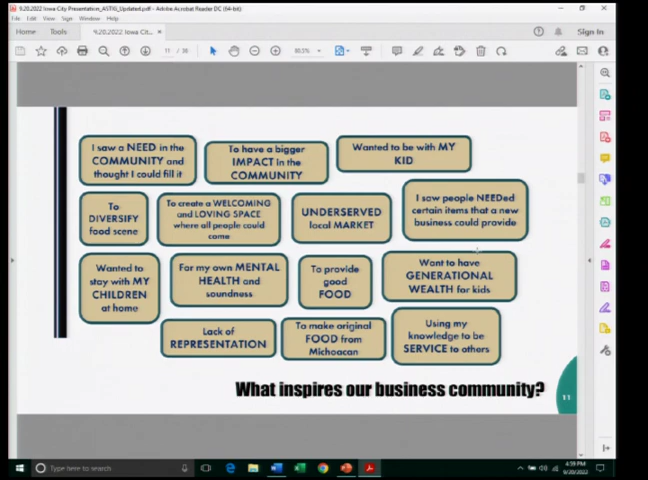 9.20.2022 Iowa City Presentation_ASTIG_Updated.pdf - Adobe Acrobat Reader DC (64-bit)
File Edit View Sign Window Help
Home Tools 9.20.2022 Iowa City... × Sign In
11 / 36
I saw a NEED in the
COMMUNITY and
thought I could fill it
To have a bigger
IMPACT in the
COMMUNITY
Wanted to be with MY
KID
To
DIVERSIFY
food scene
To create a WELCOMING
and LOVING SPACE
where all people could
come
UNDERSERVED
local MARKET
I saw people NEEDed
certain items that a new
business could provide
Wanted to
stay with MY
CHILDREN
at home
For my own MENTAL
HEALTH and
soundness
To provide
good
FOOD
Want to have
GENERATIONAL
WEALTH for kids
Lack of
REPRESENTATION
To make original
FOOD from
Michoacan
Using my
knowledge to be
SERVICE to others
What inspires our business community?
11
Type here to search
4:59 PM
9/20/2022